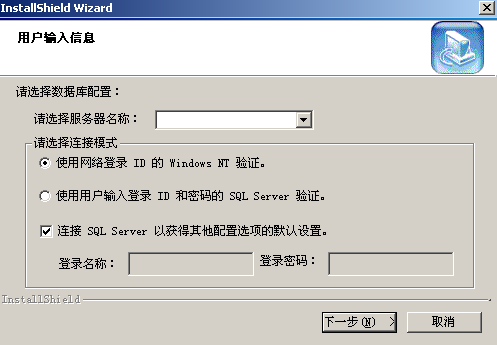 InstallShield Wizard
用户输入信息
请选择数据库配置：
请选择服务器名称：
请选择连接模式
使用网络登录 ID 的 Windows NT 验证。
使用用户输入登录 ID 和密码的 SQL Server 验证。
连接 SQL Server 以获得其他配置选项的默认设置。
登录名称： 登录密码：
InstallShield
下一步(N) > 取消